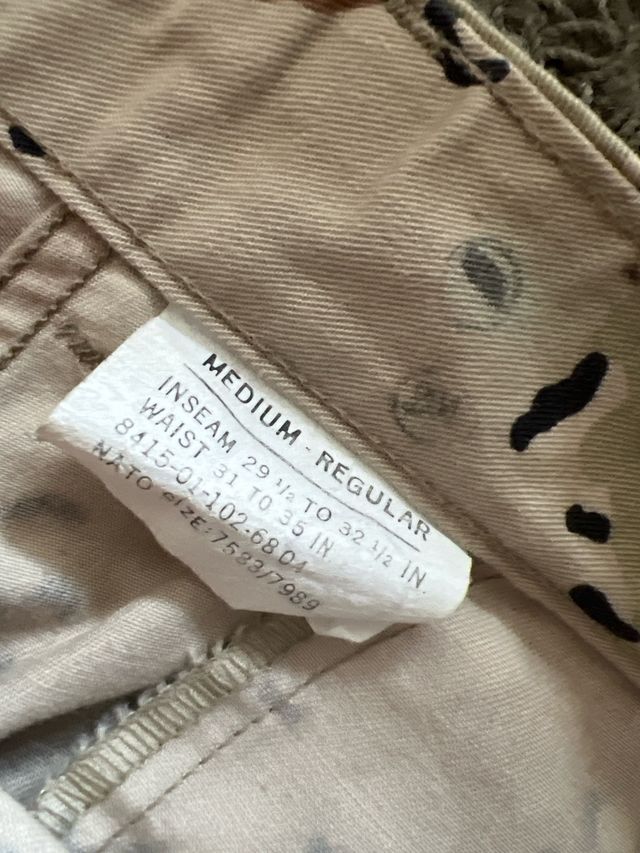 MEDIUM - REGULAR
INSEAM 29 1/2 TO 32 1/2 IN.
WAIST 31 TO 35 IN
8415-01-102-6804
NATO SIZE: 7583/7989